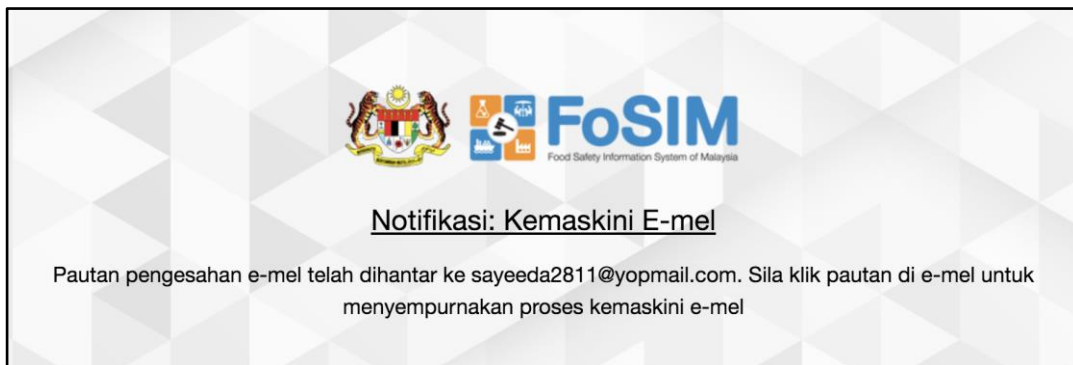 FoSIM
Food Safety Information System of Malaysia
Notifikasi: Kemaskini E-mel
Pautan pengesahan e-mel telah dihantar ke sayeeda2811@yopmail.com. Sila klik pautan di e-mel untuk
menyempurnakan proses kemaskini e-mel